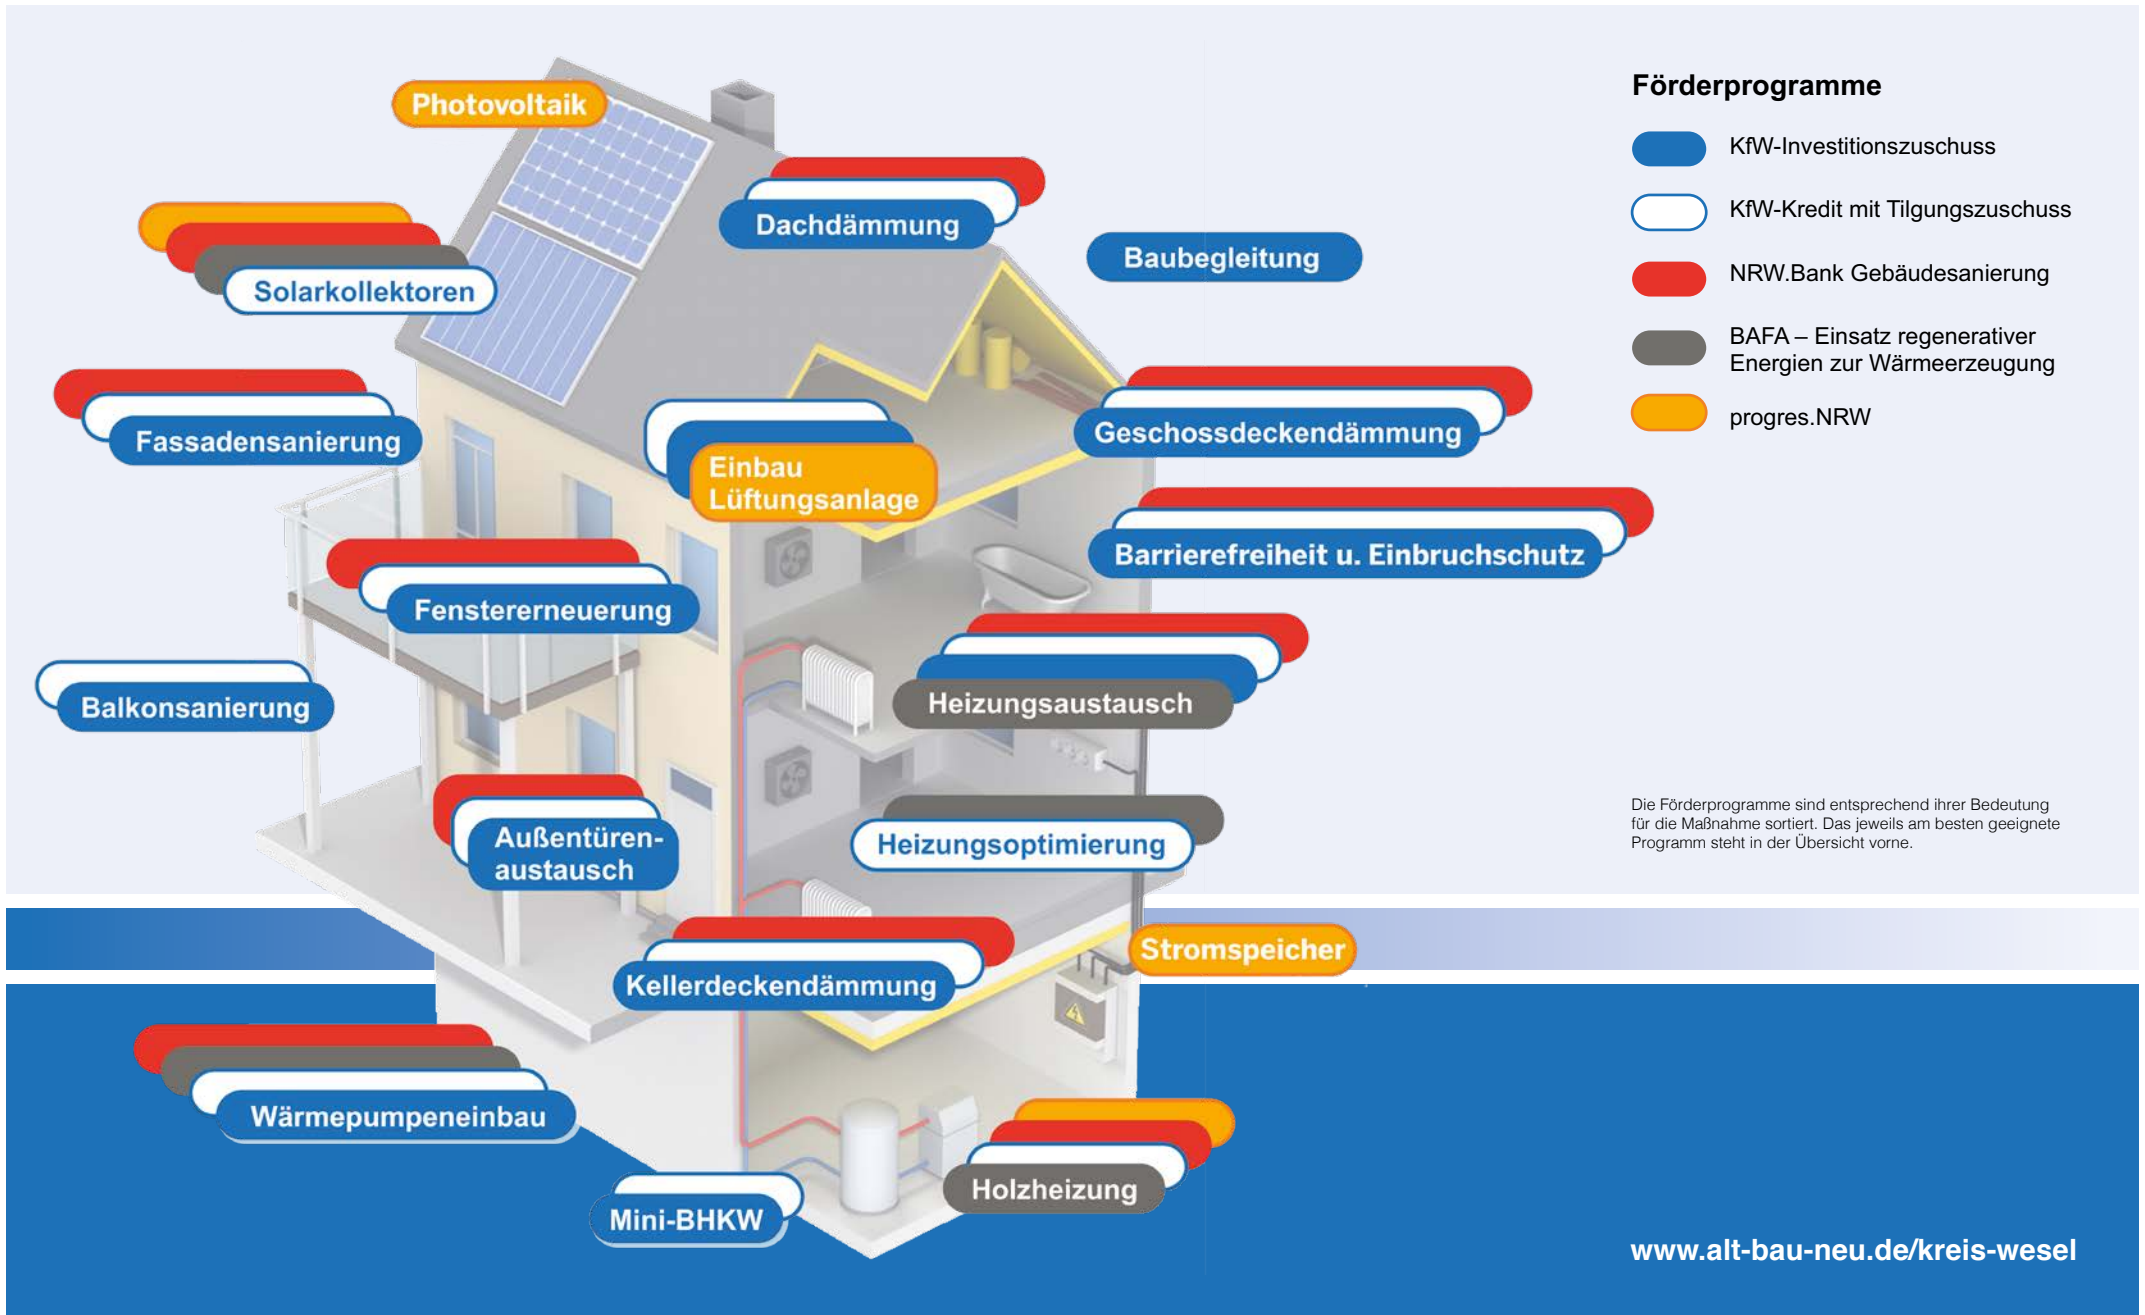 Photovoltaik
Dachdämmung
Baubegleitung
Solarkollektoren
Fassadensanierung
Einbau
Lüftungsanlage
Geschossdeckendämmung
Barrierefreiheit u. Einbruchschutz
Fenstererneuerung
Balkonsanierung
Heizungsaustausch
Außentüren-
austausch
Heizungsoptimierung
Kellerdeckendämmung
Stromspeicher
Wärmepumpeneinbau
Mini-BHKW
Holzheizung
Förderprogramme
KfW-Investitionszuschuss
KfW-Kredit mit Tilgungszuschuss
NRW.Bank Gebäudesanierung
BAFA – Einsatz regenerativer
Energien zur Wärmeerzeugung
progres.NRW
Die Förderprogramme sind entsprechend ihrer Bedeutung
für die Maßnahme sortiert. Das jeweils am besten geeignete
Programm steht in der Übersicht vorne.
www.alt-bau-neu.de/kreis-wesel